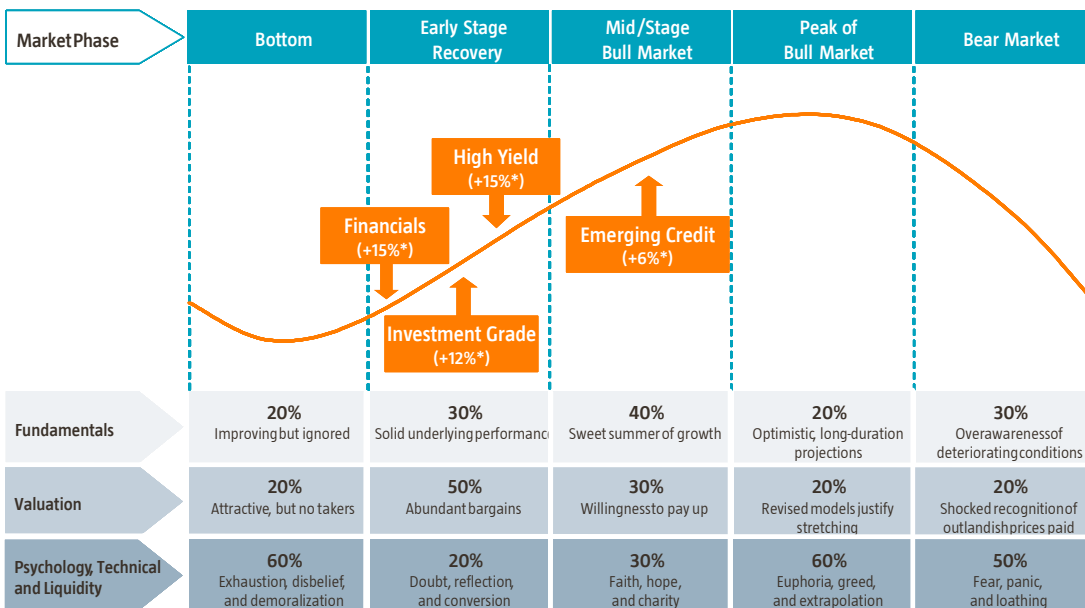 Market Phase
Bottom
Early Stage
Recovery
Mid/Stage
Bull Market
Peak of
Bull Market
Bear Market
High Yield
(+15%*)
Financials
(+15%*)
Emerging Credit
(+6%*)
Investment Grade
(+12%*)
Fundamentals
20%
Improving but ignored
30%
Solid underlying performance
40%
Sweet summer of growth
20%
Optimistic, long-duration
projections
30%
Overawareness of
deteriorating conditions
Valuation
20%
Attractive, but no takers
50%
Abundant bargains
30%
Willingness to pay up
20%
Revised models justify
stretching
20%
Shocked recognition of
outlandish prices paid
Psychology, Technical
and Liquidity
60%
Exhaustion, disbelief,
and demoralization
20%
Doubt, reflection,
and conversion
30%
Faith, hope,
and charity
60%
Euphoria, greed,
and extrapolation
50%
Fear, panic,
and loathing